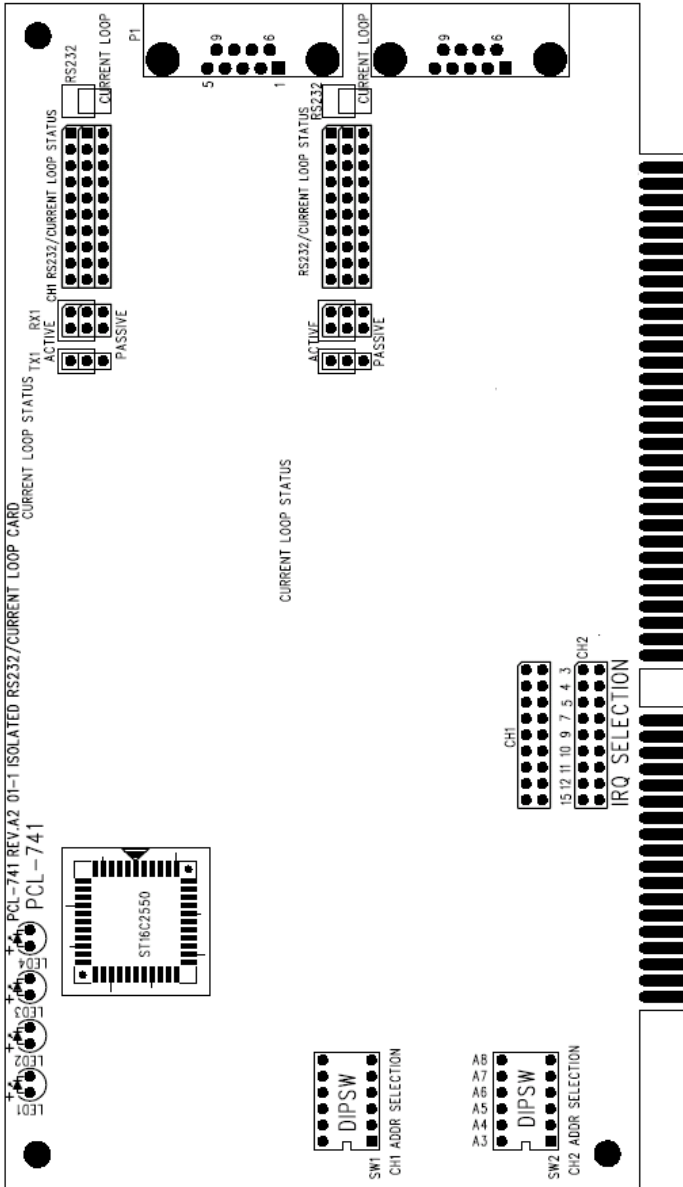 P1
9
6
5
1
9
6
RS232
CURRENT LOOP
RS232
CURRENT LOOP
CH1 RS232/CURRENT LOOP STATUS
RS232/CURRENT LOOP STATUS
TX1
RX1
ACTIVE
PASSIVE
ACTIVE
PASSIVE
CURRENT LOOP STATUS
CURRENT LOOP STATUS
PCL-741 REV.A2 01-1 ISOLATED RS232/CURRENT LOOP CARD
PCL-741
CH1
CH2
15 12 11 10 9 7 5 4 3
IRQ SELECTION
ST16C2550
+
LED4
+
LED3
+
LED2
+
LED1
DIPSW
SW1
CH1 ADDR SELECTION
A8
A7
A6
A5
A4
A3
DIPSW
SW2
CH2 ADDR SELECTION